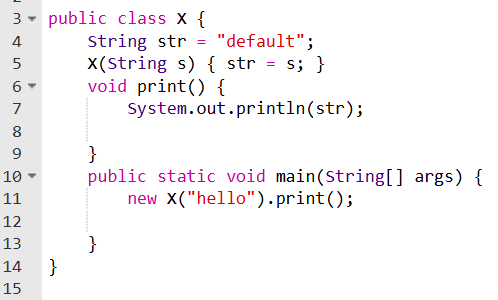 3 public class X {
4     String str = "default";
5     X(String s) { str = s; }
6     void print() {
7         System.out.println(str);
8
9     }
10     public static void main(String[] args) {
11         new X("hello").print();
12
13     }
14 }
15